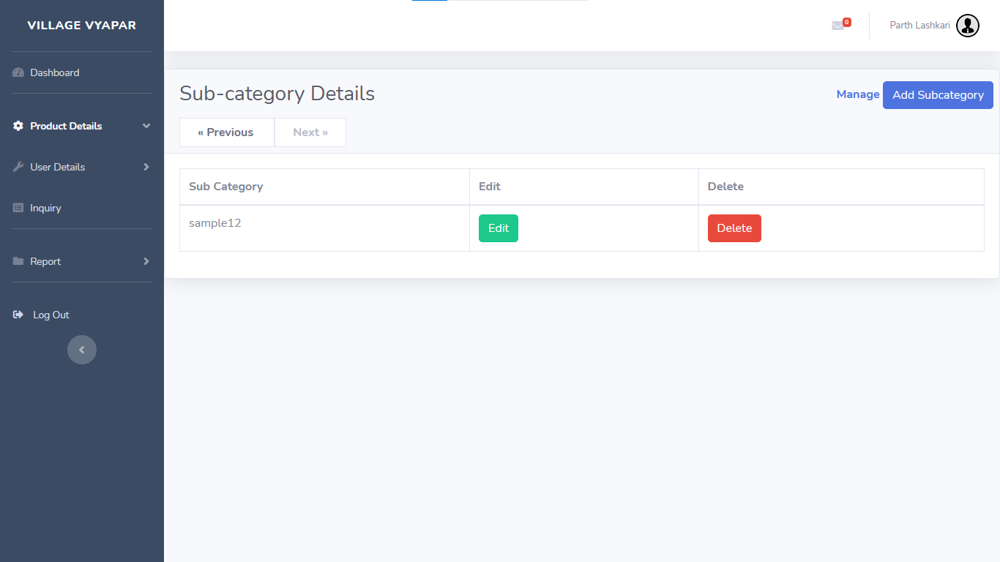 VILLAGE VYAPAR
0
Parth Lashkari
Dashboard
Product Details
User Details
Inquiry
Report
Log Out
Sub-category Details
Manage Add Subcategory
« Previous Next »
Sub Category Edit Delete
sample12 Edit Delete